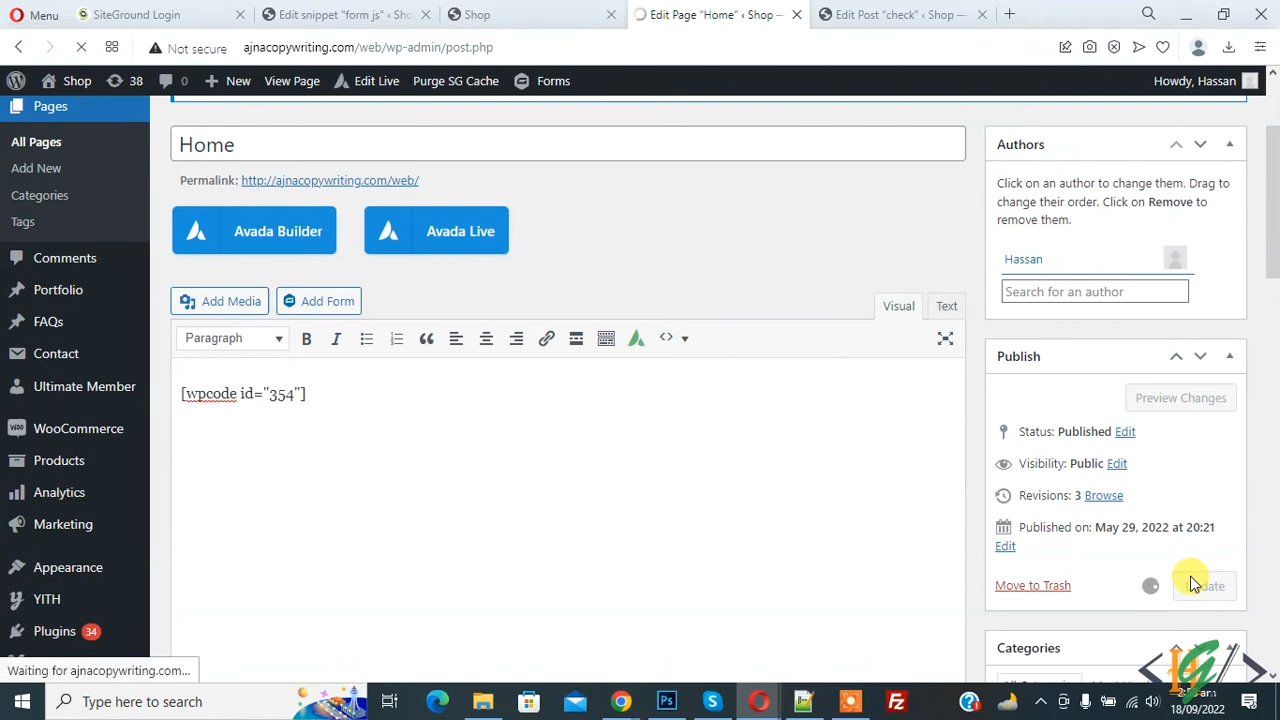 Menu
SiteGround Login
Edit snippet "form js" ‹ Sho
Shop
Edit Page "Home" ‹ Shop —
Edit Post "check" ‹ Shop —
Not secure
ajnacopywriting.com/web/wp-admin/post.php
Shop
38
0
New
View Page
Edit Live
Purge SG Cache
Forms
Howdy, Hassan
Pages
All Pages
Add New
Categories
Tags
Comments
Portfolio
FAQs
Contact
Ultimate Member
WooCommerce
Products
Analytics
Marketing
Appearance
YITH
Plugins 34
Home
Permalink: http://ajnacopywriting.com/web/
Avada Builder
Avada Live
Add Media
Add Form
Visual
Text
Paragraph
[wpcode id="354"]
Authors
Click on an author to change them. Drag to
change their order. Click on Remove to
remove them.
Hassan
Search for an author
Publish
Preview Changes
Status: Published Edit
Visibility: Public Edit
Revisions: 3 Browse
Published on: May 29, 2022 at 20:21
Edit
Move to Trash
Update
Categories
Waiting for ajnacopywriting.com...
Type here to search
18/09/2022